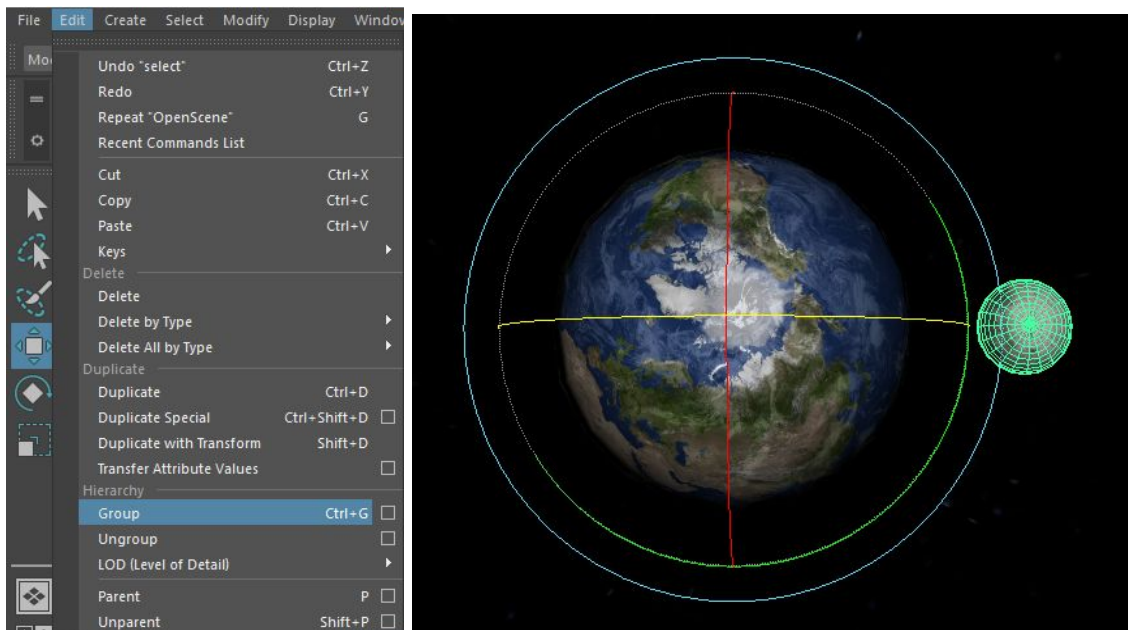 File Edit Create Select Modify Display Window
Mo
Undo "select" Ctrl+Z
Redo Ctrl+Y
Repeat "OpenScene" G
Recent Commands List
Cut Ctrl+X
Copy Ctrl+C
Paste Ctrl+V
Keys
Delete
Delete
Delete by Type
Delete All by Type
Duplicate
Duplicate Ctrl+D
Duplicate Special Ctrl+Shift+D
Duplicate with Transform Shift+D
Transfer Attribute Values
Hierarchy
Group Ctrl+G
Ungroup
LOD (Level of Detail)
Parent P
Unparent Shift+P